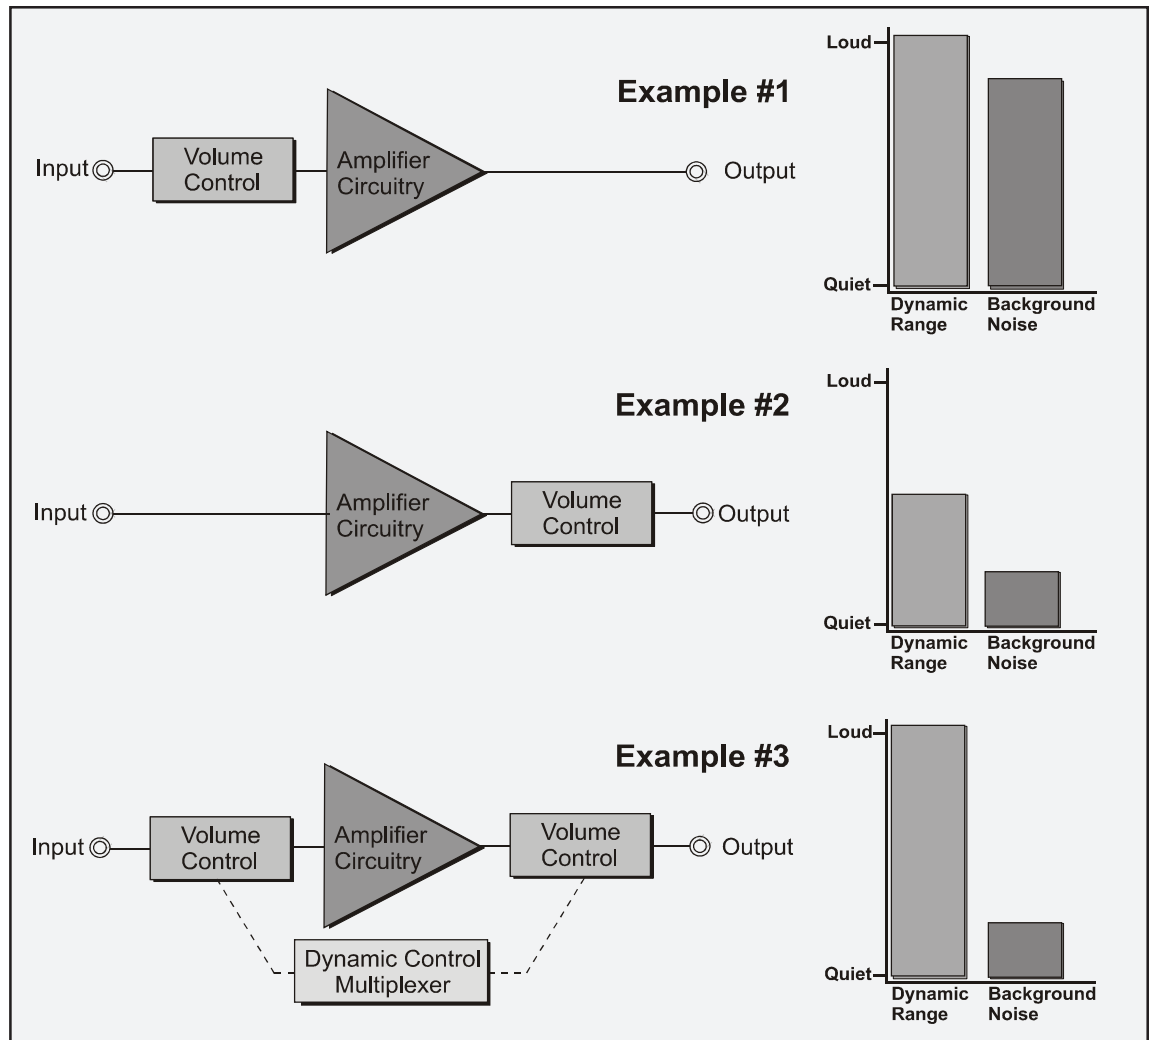 Example #1
Input
Volume
Control
Amplifier
Circuitry
Output
Loud
Quiet
Dynamic
Range
Background
Noise
Example #2
Input
Amplifier
Circuitry
Volume
Control
Output
Loud
Quiet
Dynamic
Range
Background
Noise
Example #3
Input
Volume
Control
Amplifier
Circuitry
Volume
Control
Output
Dynamic Control
Multiplexer
Loud
Quiet
Dynamic
Range
Background
Noise